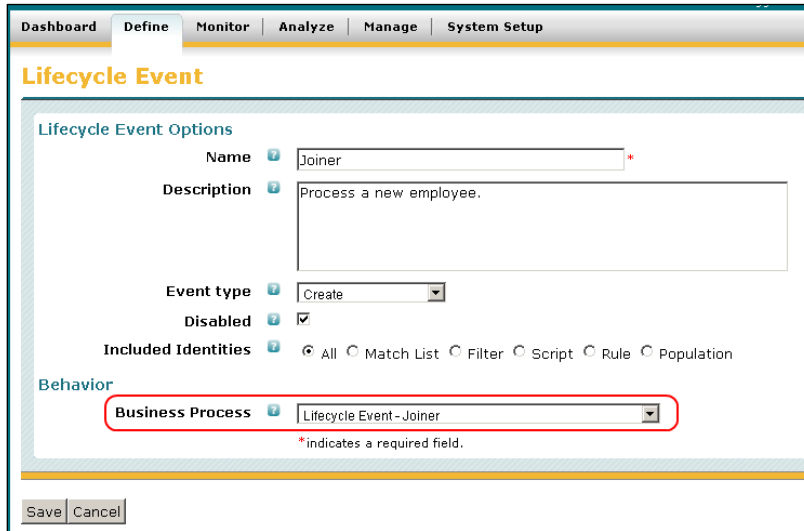 Dashboard Define Monitor Analyze Manage System Setup
Lifecycle Event
Lifecycle Event Options
Name ? Joiner *
Description ? Process a new employee.
Event type ? Create
Disabled ?
Included Identities ? All Match List Filter Script Rule Population
Behavior
Business Process ? Lifecycle Event - Joiner
*indicates a required field.
Save Cancel